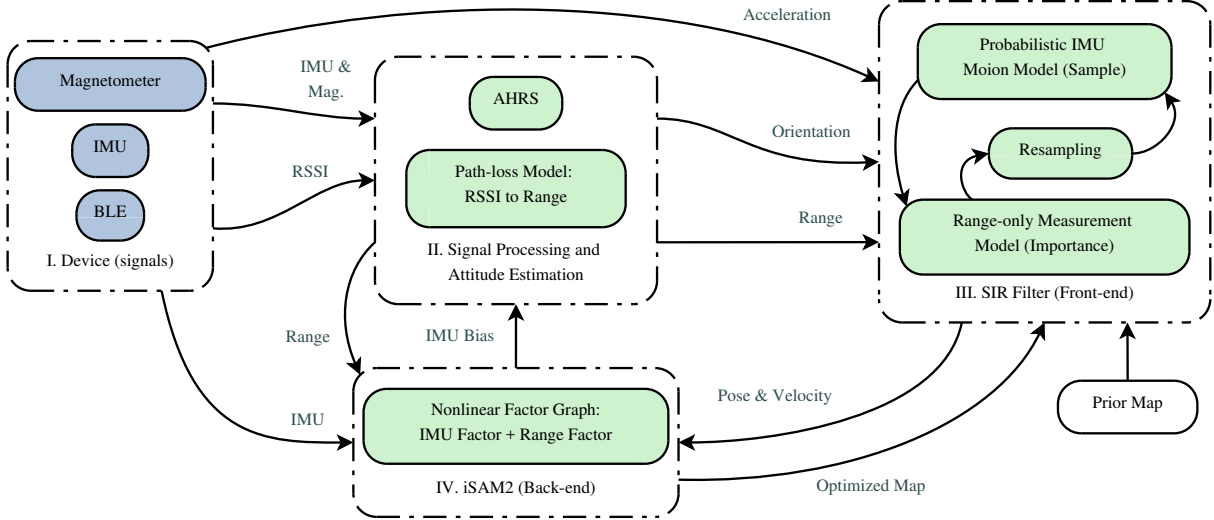 Acceleration
Magnetometer
IMU
BLE
I. Device (signals)
IMU &
Mag.
RSSI
AHRS
Path-loss Model:
RSSI to Range
II. Signal Processing and
Attitude Estimation
Orientation
Range
Probabilistic IMU
Moion Model (Sample)
Resampling
Range-only Measurement
Model (Importance)
III. SIR Filter (Front-end)
Range
IMU Bias
IMU
Nonlinear Factor Graph:
IMU Factor + Range Factor
IV. iSAM2 (Back-end)
Pose & Velocity
Optimized Map
Prior Map